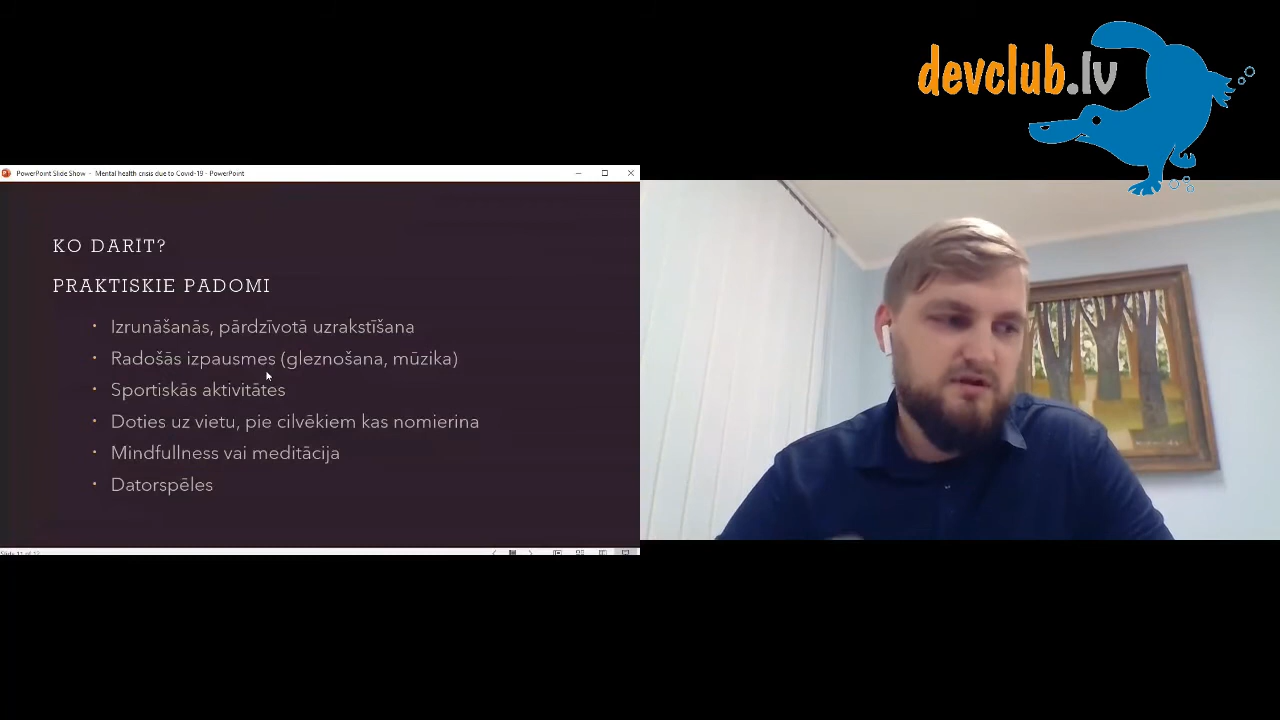 devclub.lv
PowerPoint Slide Show - Mental health crisis due to Covid-19 - PowerPoint
KO DARĪT?
PRAKTISKIE PADOMI
• Izrunāšanās, pārdzīvotā uzrakstīšana
• Radošās izpausmes (gleznošana, mūzika)
• Sportiskās aktivitātes
• Doties uz vietu, pie cilvēkiem kas nomierina
• Mindfullness vai meditācija
• Datorspēles